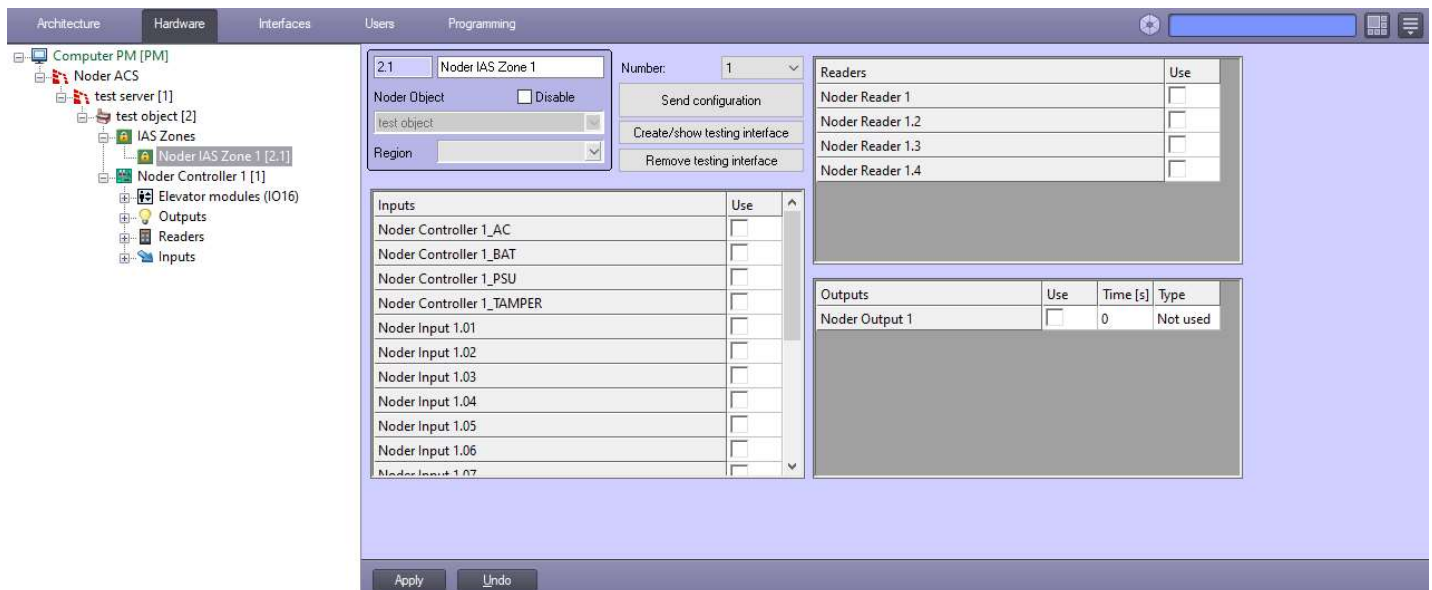 Architecture Hardware Interfaces Users Programming
Computer PM [PM]
Noder ACS
test server [1]
test object [2]
IAS Zones
Noder IAS Zone 1 [2.1]
Noder Controller 1 [1]
Elevator modules (IO16)
Outputs
Readers
Inputs
2.1 Noder IAS Zone 1
Noder Object Disable
test object
Region
Number: 1
Send configuration
Create/show testing interface
Remove testing interface
Inputs Use
Noder Controller 1_AC
Noder Controller 1_BAT
Noder Controller 1_PSU
Noder Controller 1_TAMPER
Noder Input 1.01
Noder Input 1.02
Noder Input 1.03
Noder Input 1.04
Noder Input 1.05
Noder Input 1.06
Noder Input 1.07
Readers Use
Noder Reader 1
Noder Reader 1.2
Noder Reader 1.3
Noder Reader 1.4
Outputs Use Time [s] Type
Noder Output 1 0 Not used
Apply Undo